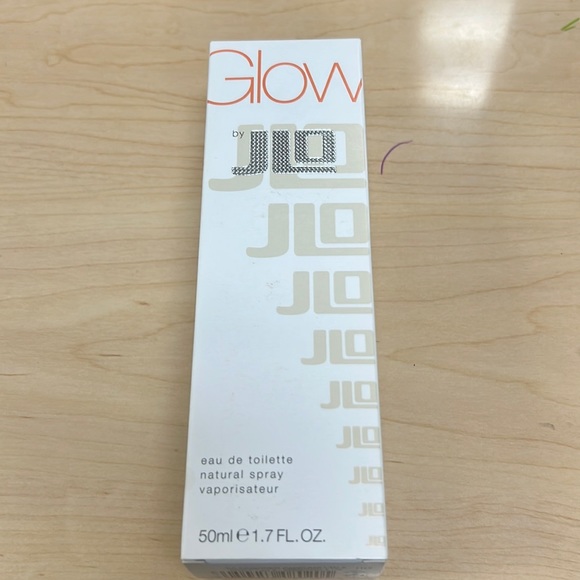 Glow
by JLO
JLO
JLO
JLO
JLO
JLO
JLO
JLO
JLO
JLO
eau de toilette
natural spray
vaporisateur
50ml e 1.7 FL. OZ.